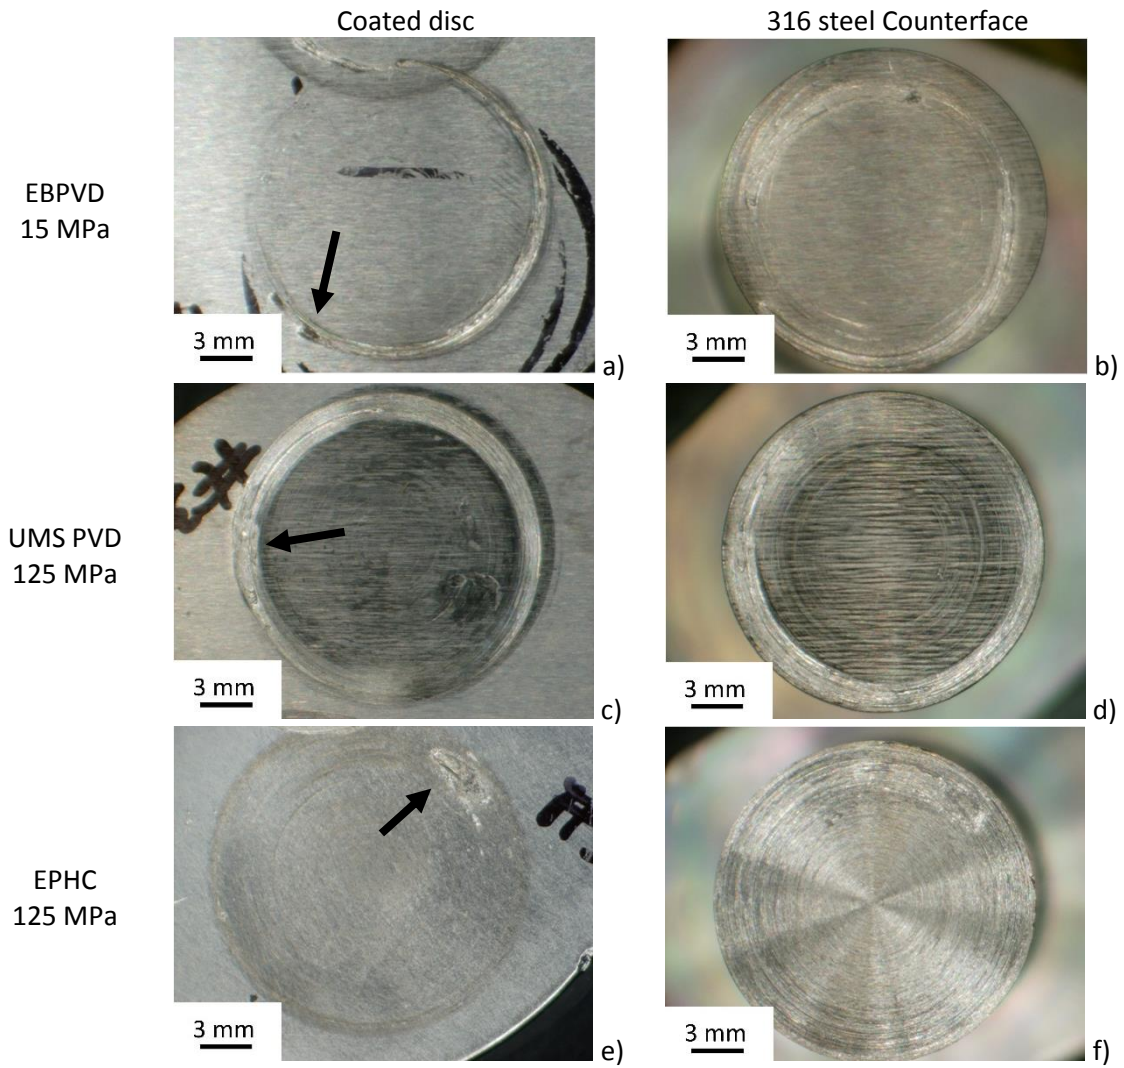 Coated disc
316 steel Counterface
EBPVD
15 MPa
3 mm
a)
3 mm
b)
UMS PVD
125 MPa
3 mm
c)
3 mm
d)
EPHC
125 MPa
3 mm
e)
3 mm
f)